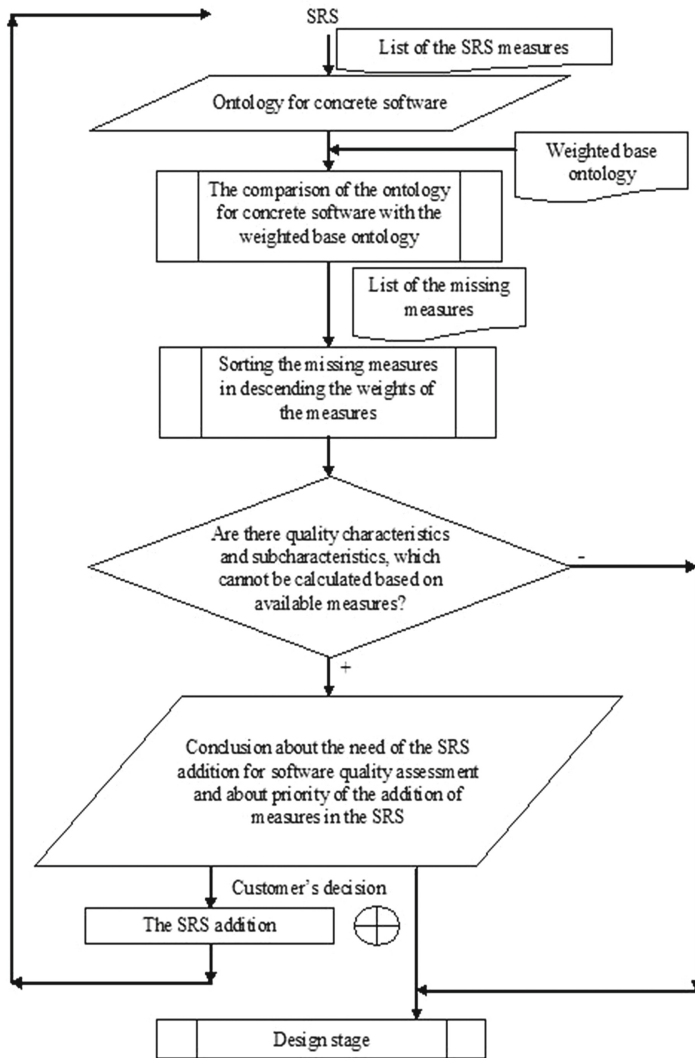 SRS
List of the SRS measures
Ontology for concrete software
Weighted base
ontology
The comparison of the ontology
for concrete software with the
weighted base ontology
List of the missing
measures
Sorting the missing measures
in descending the weights of
the measures
Are there quality characteristics
and subcharacteristics, which
cannot be calculated based on
available measures?
-
+
Conclusion about the need of the SRS
addition for software quality assessment
and about priority of the addition of
measures in the SRS
Customer's decision
The SRS addition
Design stage